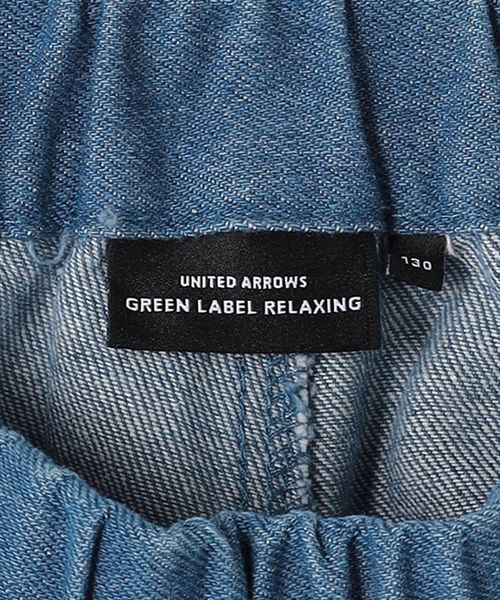 UNITED ARROWS
GREEN LABEL RELAXING
130